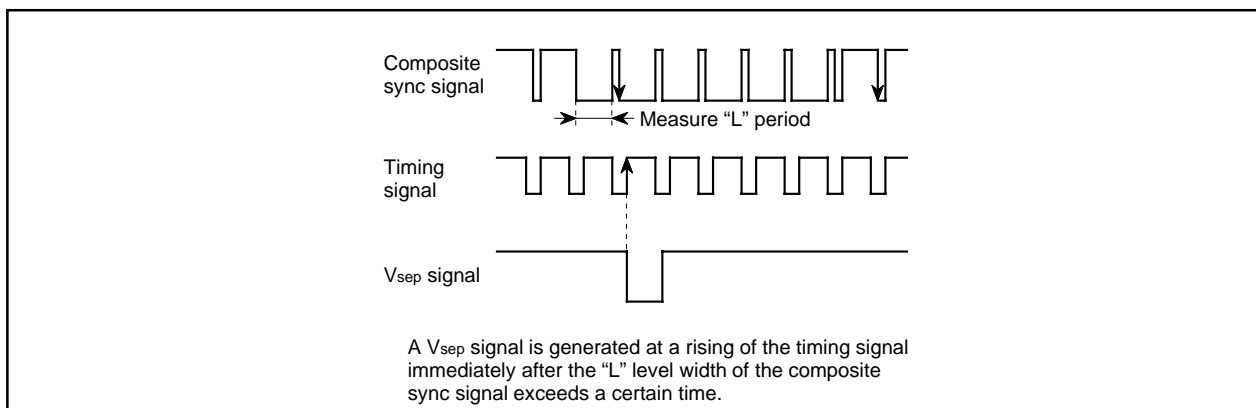 Composite
sync signal
Measure “L” period
Timing
signal
Vsep signal
A Vsep signal is generated at a rising of the timing signal
immediately after the “L” level width of the composite
sync signal exceeds a certain time.